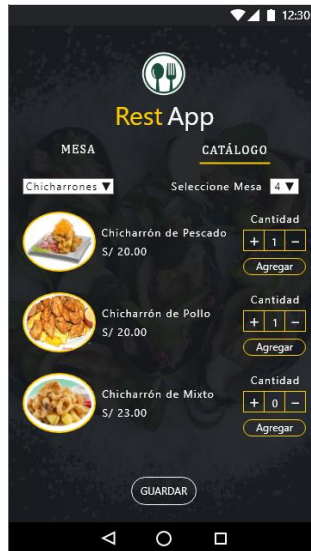 12:30
Rest App
MESA
CATÁLOGO
Chicharrones ▼
Seleccione Mesa 4 ▼
Cantidad
Chicharrón de Pescado
+ 1 −
S/ 20.00
Agregar
Cantidad
Chicharrón de Pollo
+ 1 −
S/ 20.00
Agregar
Cantidad
Chicharrón de Mixto
+ 0 −
S/ 23.00
Agregar
GUARDAR